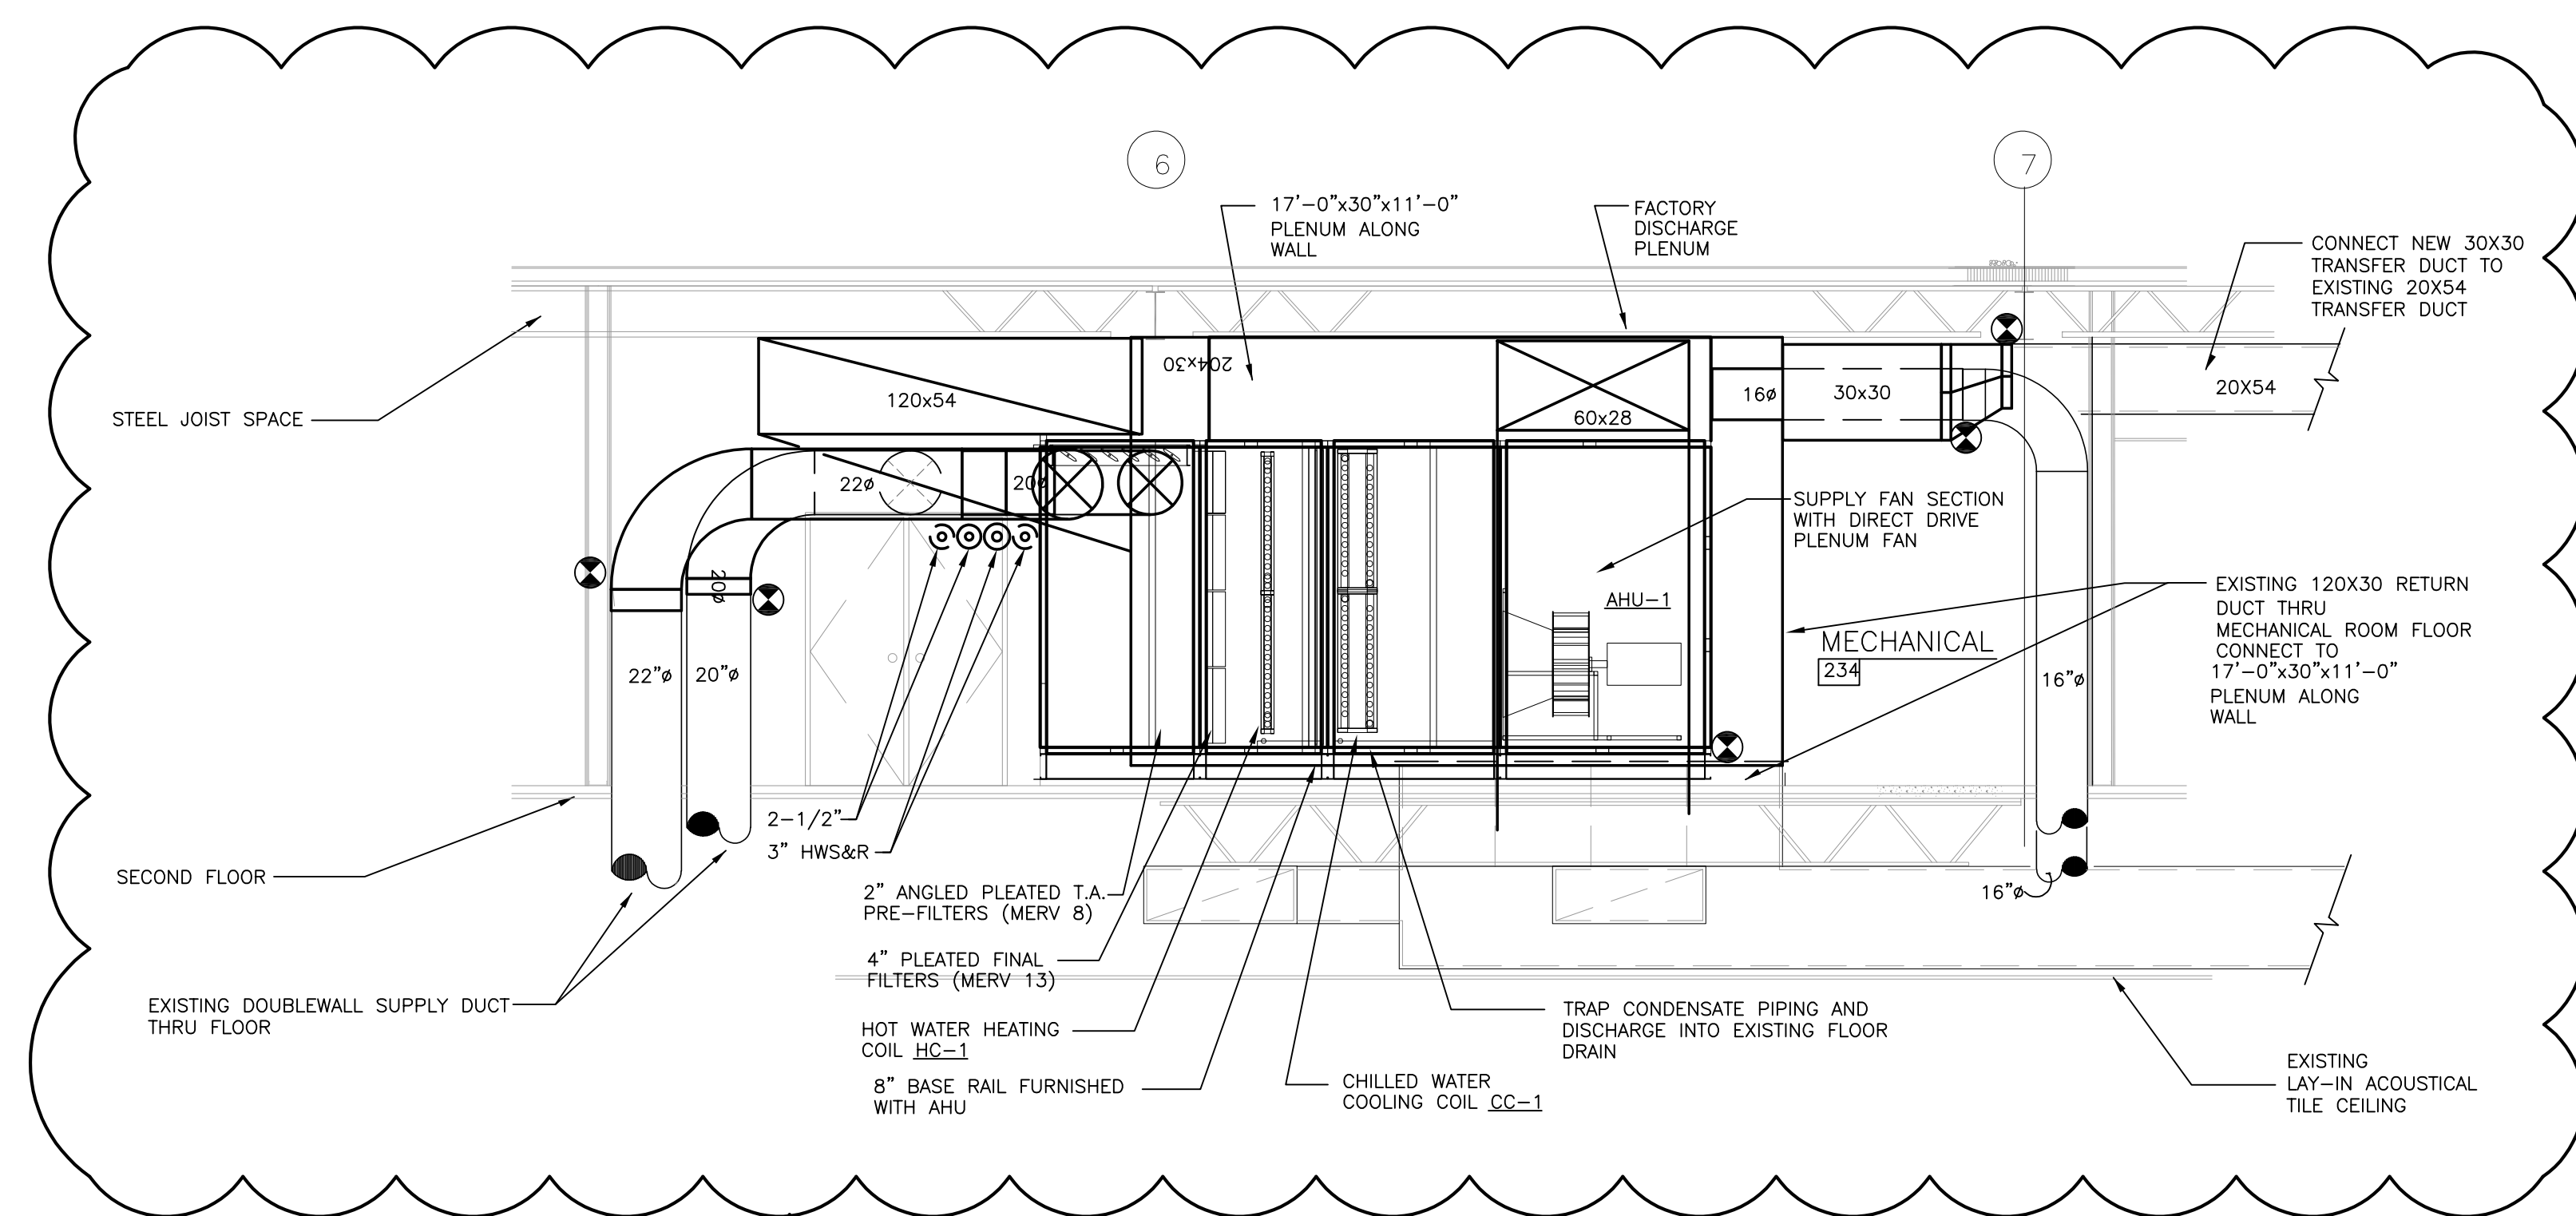 6
7
17'-0"x30"x11'-0"
PLENUM ALONG
WALL
FACTORY
DISCHARGE
PLENUM
CONNECT NEW 30X30
TRANSFER DUCT TO
EXISTING 20X54
TRANSFER DUCT
STEEL JOIST SPACE
120x54
204x30
60x28
16ø
30x30
20X54
22ø
20ø
SUPPLY FAN SECTION
WITH DIRECT DRIVE
PLENUM FAN
20ø
AHU-1
MECHANICAL
234
EXISTING 120X30 RETURN
DUCT THRU
MECHANICAL ROOM FLOOR
CONNECT TO
17'-0"x30"x11'-0"
PLENUM ALONG
WALL
22"ø
20"ø
16"ø
2-1/2"
3" HWS&R
SECOND FLOOR
16"ø
2" ANGLED PLEATED T.A.
PRE-FILTERS (MERV 8)
4" PLEATED FINAL
FILTERS (MERV 13)
EXISTING DOUBLEWALL SUPPLY DUCT
THRU FLOOR
HOT WATER HEATING
COIL HC-1
8" BASE RAIL FURNISHED
WITH AHU
CHILLED WATER
COOLING COIL CC-1
TRAP CONDENSATE PIPING AND
DISCHARGE INTO EXISTING FLOOR
DRAIN
EXISTING
LAY-IN ACOUSTICAL
TILE CEILING